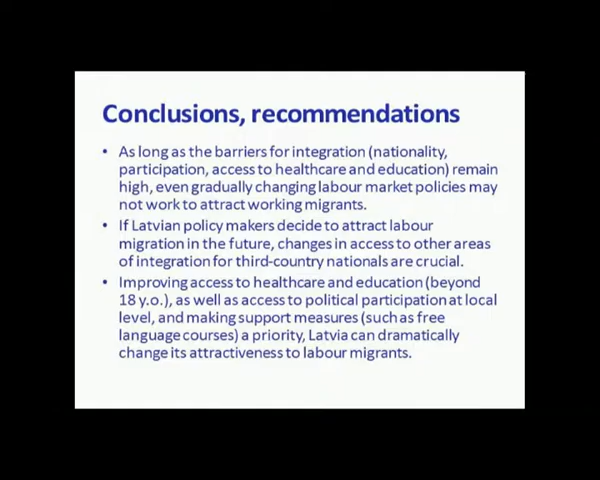 Conclusions, recommendations
• As long as the barriers for integration (nationality,
participation, access to healthcare and education) remain
high, even gradually changing labour market policies may
not work to attract working migrants.
• If Latvian policy makers decide to attract labour
migration in the future, changes in access to other areas
of integration for third-country nationals are crucial.
• Improving access to healthcare and education (beyond
18 y.o.), as well as access to political participation at local
level, and making support measures (such as free
language courses) a priority, Latvia can dramatically
change its attractiveness to labour migrants.